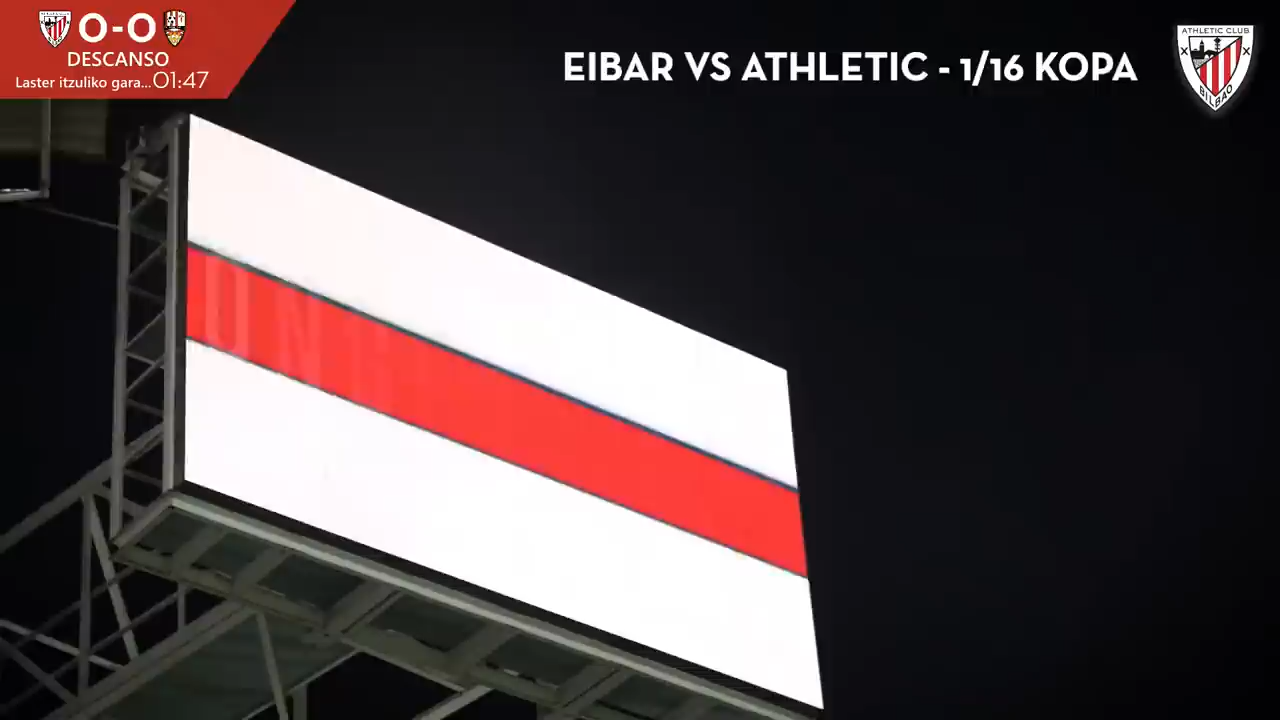 0-0
DESCANSO
Laster itzuliko gara... 01:47
EIBAR VS ATHLETIC - 1/16 KOPA
ATHLETIC CLUB
BILBAO